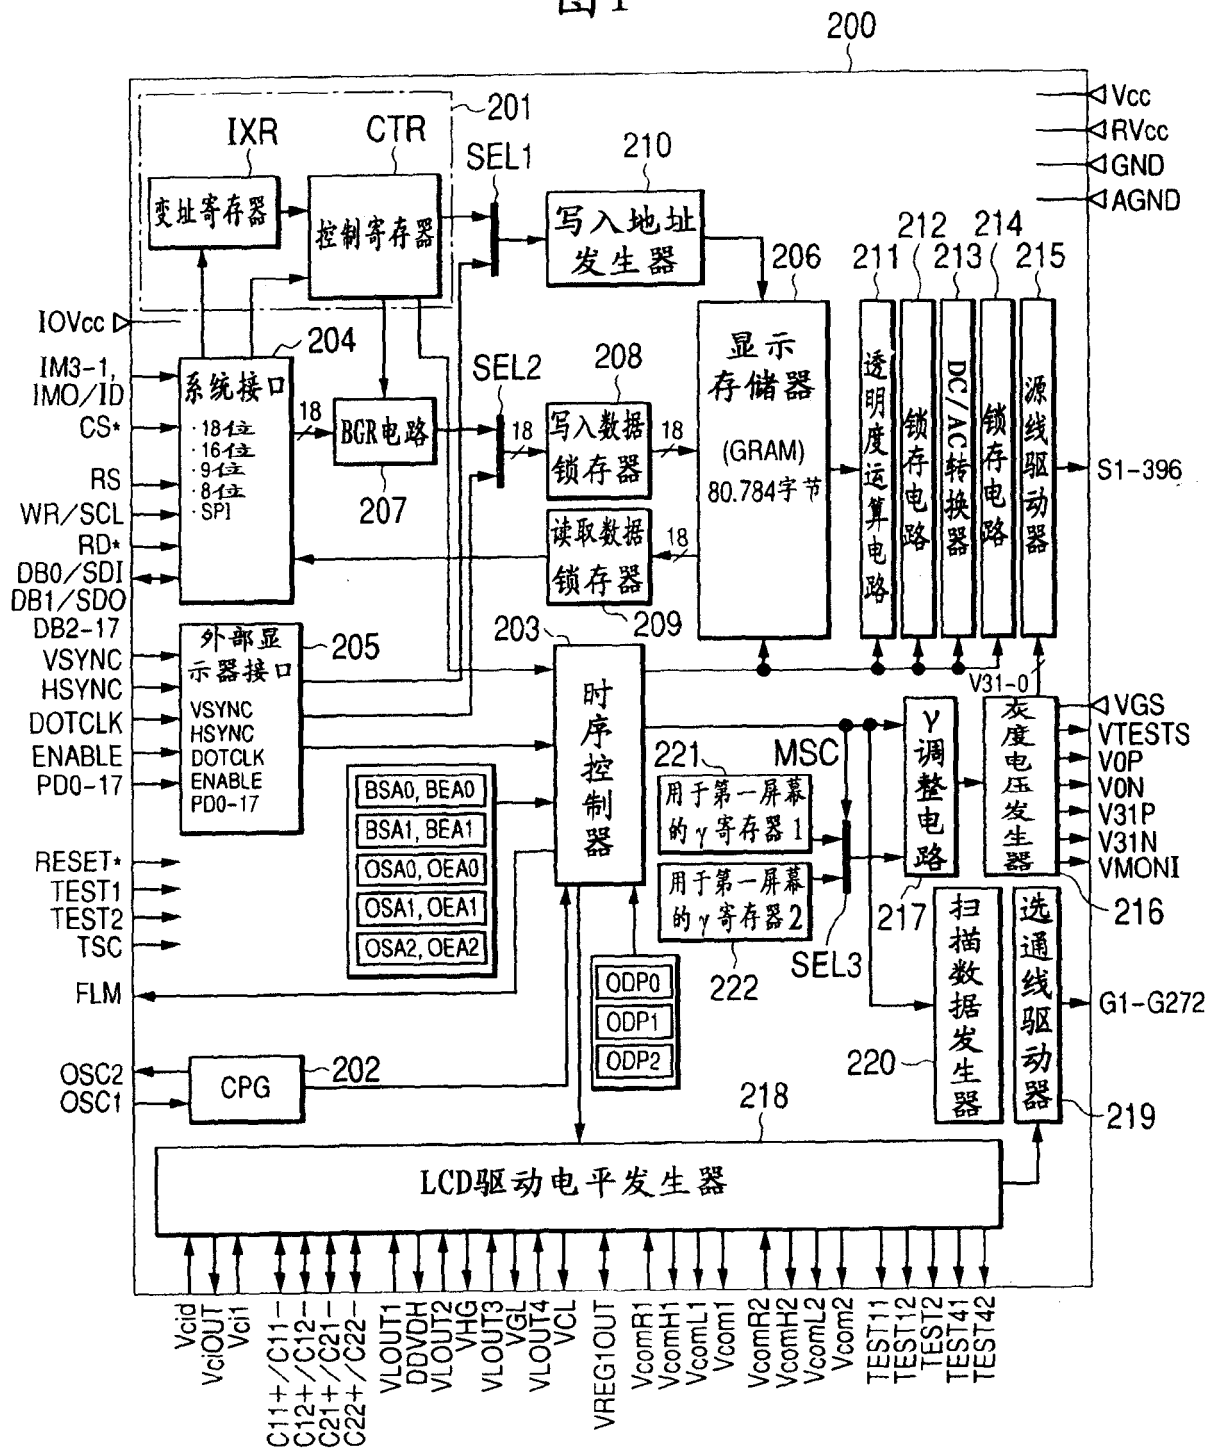 图1
200
201
IXR
CTR
SEL1
210
变址寄存器
控制寄存器
写入地址
发生器
Vcc
RVcc
GND
AGND
206
211
212
213
214
215
IOVcc
IM3-1,
IM0/ID
CS*
RS
WR/SCL
RD*
DB0/SDI
DB1/SDO
DB2-17
204
系统接口
·18位
·16位
·9位
·8位
·SPI
18
BGR电路
207
SEL2
18
208
写入数据
锁存器
18
读取数据
锁存器
18
209
显示
存储器
(GRAM)
80.784字节
透明度运算电路
锁存电路
DC/AC转换器
锁存电路
源线驱动器
S1-396
VSYNC
HSYNC
DOTCLK
ENABLE
PD0-17
外部显
示器接口
VSYNC
HSYNC
DOTCLK
ENABLE
PD0-17
205
203
时序控制器
V31-0
RESET*
TEST1
TEST2
TSC
FLM
BSA0, BEA0
BSA1, BEA1
OSA0, OEA0
OSA1, OEA1
OSA2, OEA2
221
MSC
用于第一屏幕
的γ寄存器1
用于第一屏幕
的γ寄存器2
222
SEL3
γ调整电路
217
灰度电压发生器
216
VGS
VTESTS
V0P
V0N
V31P
V31N
VMONI
ODP0
ODP1
ODP2
扫描数据发生器
220
选通线驱动器
219
G1-G272
OSC2
OSC1
CPG
202
218
LCD驱动电平发生器
Vcid
VciOUT
Vci1
C11+/C11-
C12+/C12-
C21+/C21-
C22+/C22-
VLOUT1
DDVDH
VLOUT2
VHG
VLOUT3
VGL
VLOUT4
VCL
VREG1OUT
VcomR1
VcomH1
VcomL1
Vcom1
VcomR2
VcomH2
VcomL2
Vcom2
TEST11
TEST12
TEST2
TEST41
TEST42